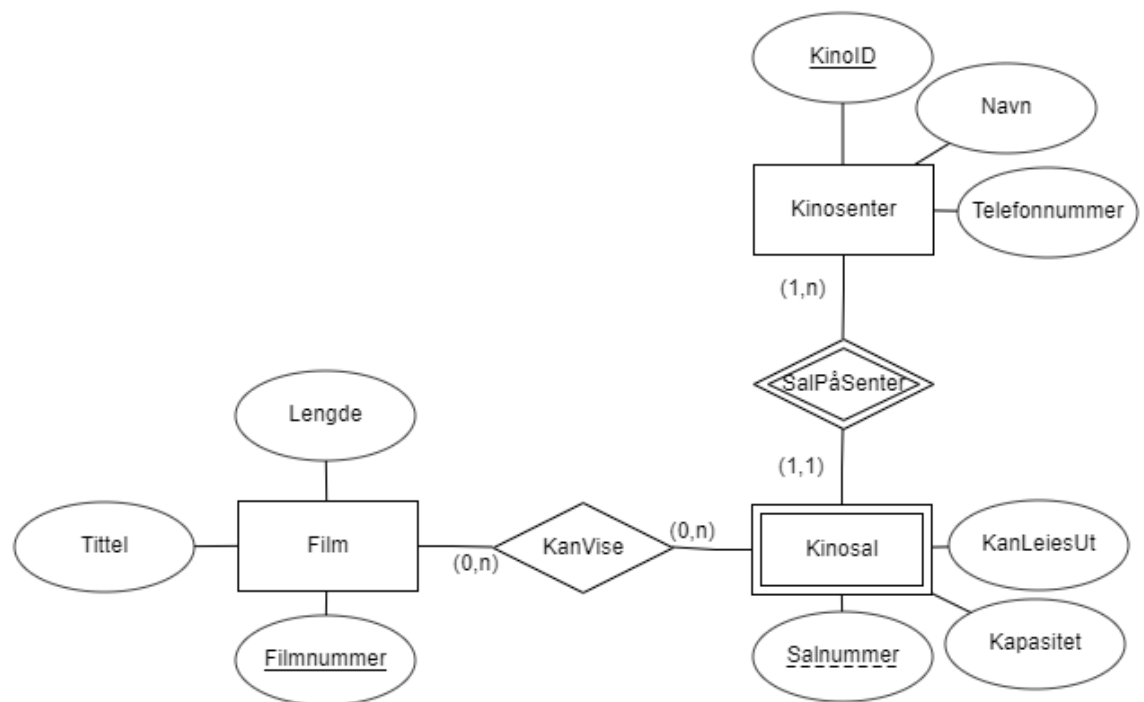 KinoID
Navn
Kinosenter
Telefonnummer
(1,n)
SalPåSenter
Lengde
(1,1)
Tittel
Film
(0,n)
KanVise
(0,n)
Kinosal
KanLeiesUt
Filmnummer
Salnummer
Kapasitet